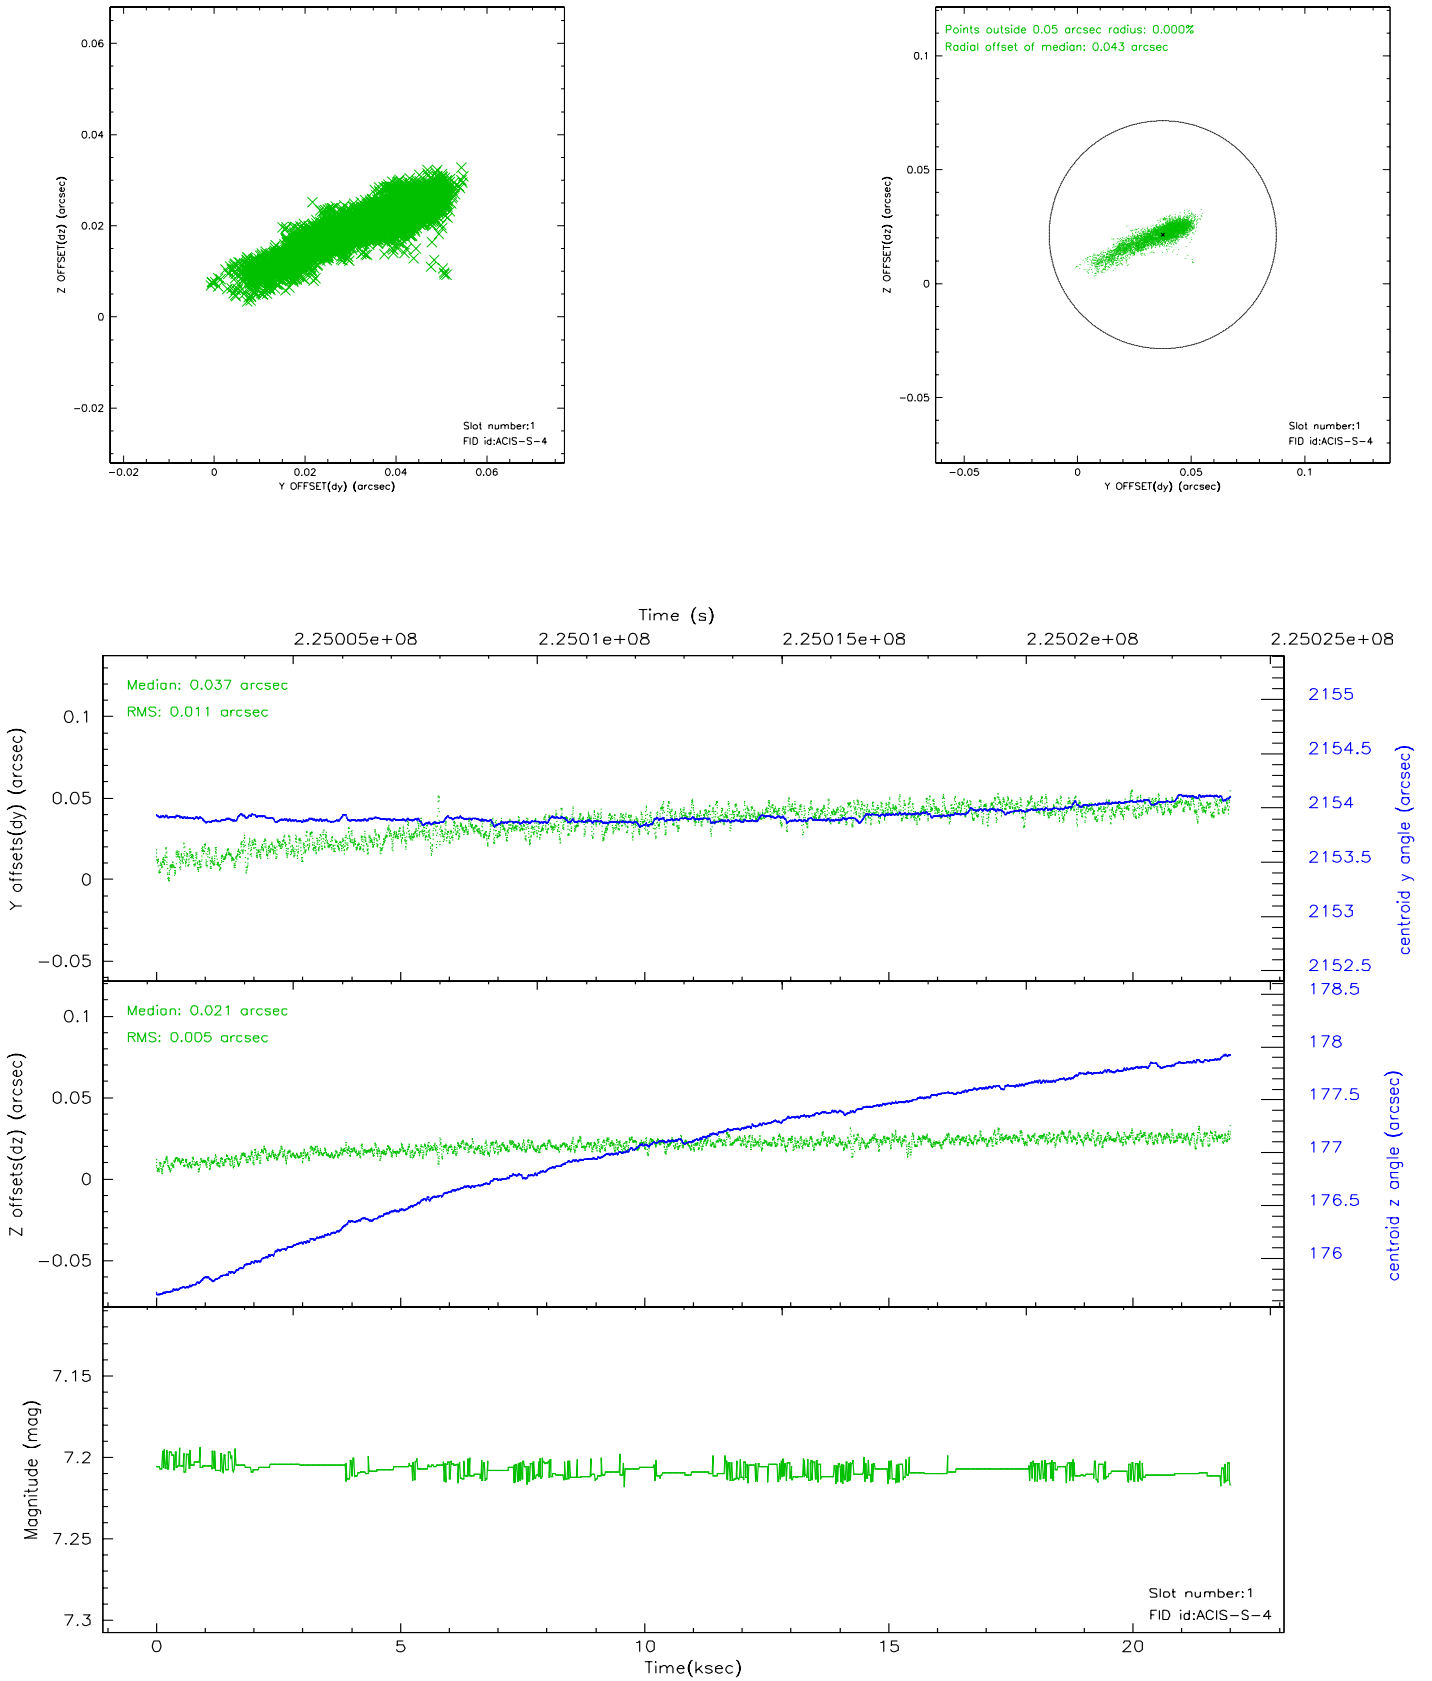 0.06
0.04
0.02
0
−0.02
Z OFFSET(dz) (arcsec)
Slot number:1
FID id:ACIS−S−4
−0.02
0
0.02
0.04
0.06
Y OFFSET(dy) (arcsec)
Points outside 0.05 arcsec radius: 0.000%
Radial offset of median: 0.043 arcsec
0.1
0.05
0
−0.05
Z OFFSET(dz) (arcsec)
Slot number:1
FID id:ACIS−S−4
−0.05
0
0.05
0.1
Y OFFSET(dy) (arcsec)
Time (s)
2.25005e+08
2.2501e+08
2.25015e+08
2.2502e+08
2.25025e+08
Median: 0.037 arcsec
RMS: 0.011 arcsec
0.1
0.05
0
−0.05
Y offsets(dy) (arcsec)
2155
2154.5
2154
2153.5
2153
2152.5
centroid y angle (arcsec)
Median: 0.021 arcsec
RMS: 0.005 arcsec
0.1
0.05
0
−0.05
Z offsets(dz) (arcsec)
178.5
178
177.5
177
176.5
176
centroid z angle (arcsec)
7.15
7.2
7.25
7.3
Magnitude (mag)
Slot number:1
FID id:ACIS−S−4
0
5
10
15
20
Time(ksec)